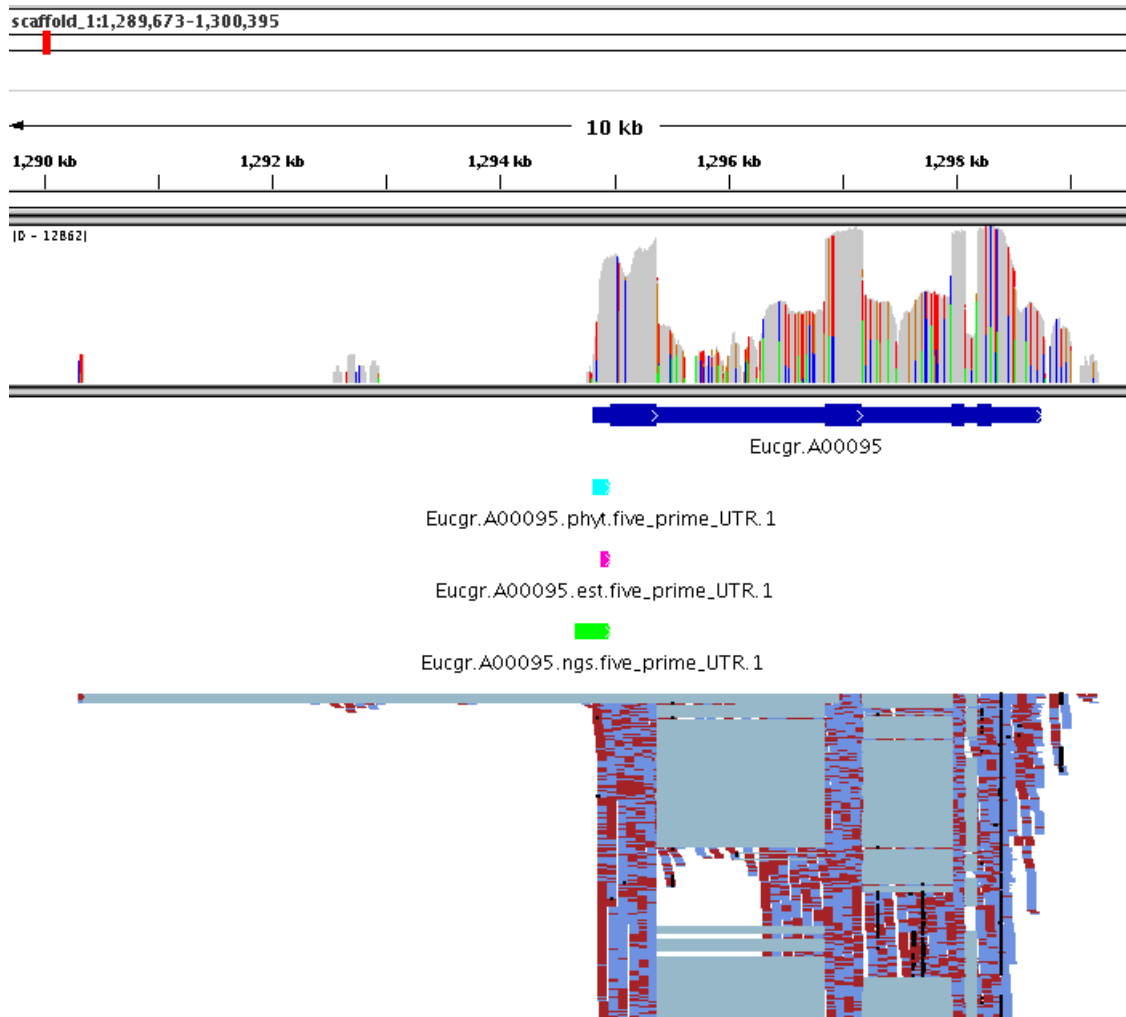 scaffold_1:1,289,673-1,300,395
10 kb
1,290 kb 1,292 kb 1,294 kb 1,296 kb 1,298 kb
[0 - 12862]
Eucgr.A00095
Eucgr.A00095.phyt.five_prime_UTR.1
Eucgr.A00095.est.five_prime_UTR.1
Eucgr.A00095.ngs.five_prime_UTR.1